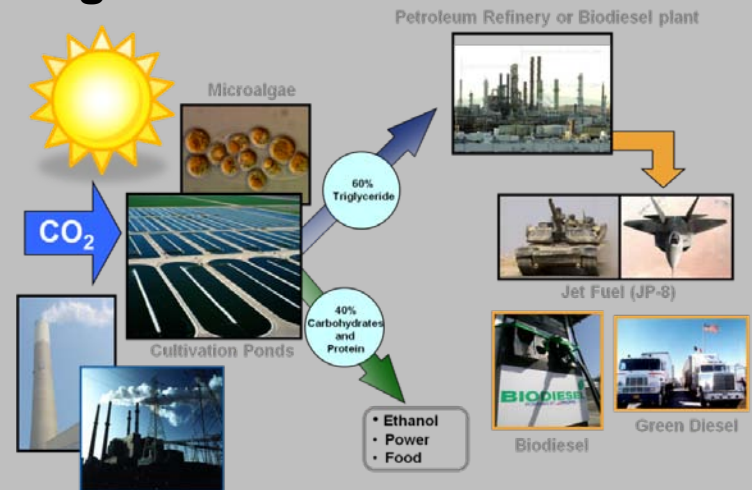 Petroleum Refinery or Biodiesel plant
Microalgae
60%
Triglyceride
CO2
40%
Carbohydrates
and
Protein
Cultivation Ponds
Jet Fuel (JP-8)
• Ethanol
• Power
• Food
BIODIESEL
Biodiesel
Green Diesel